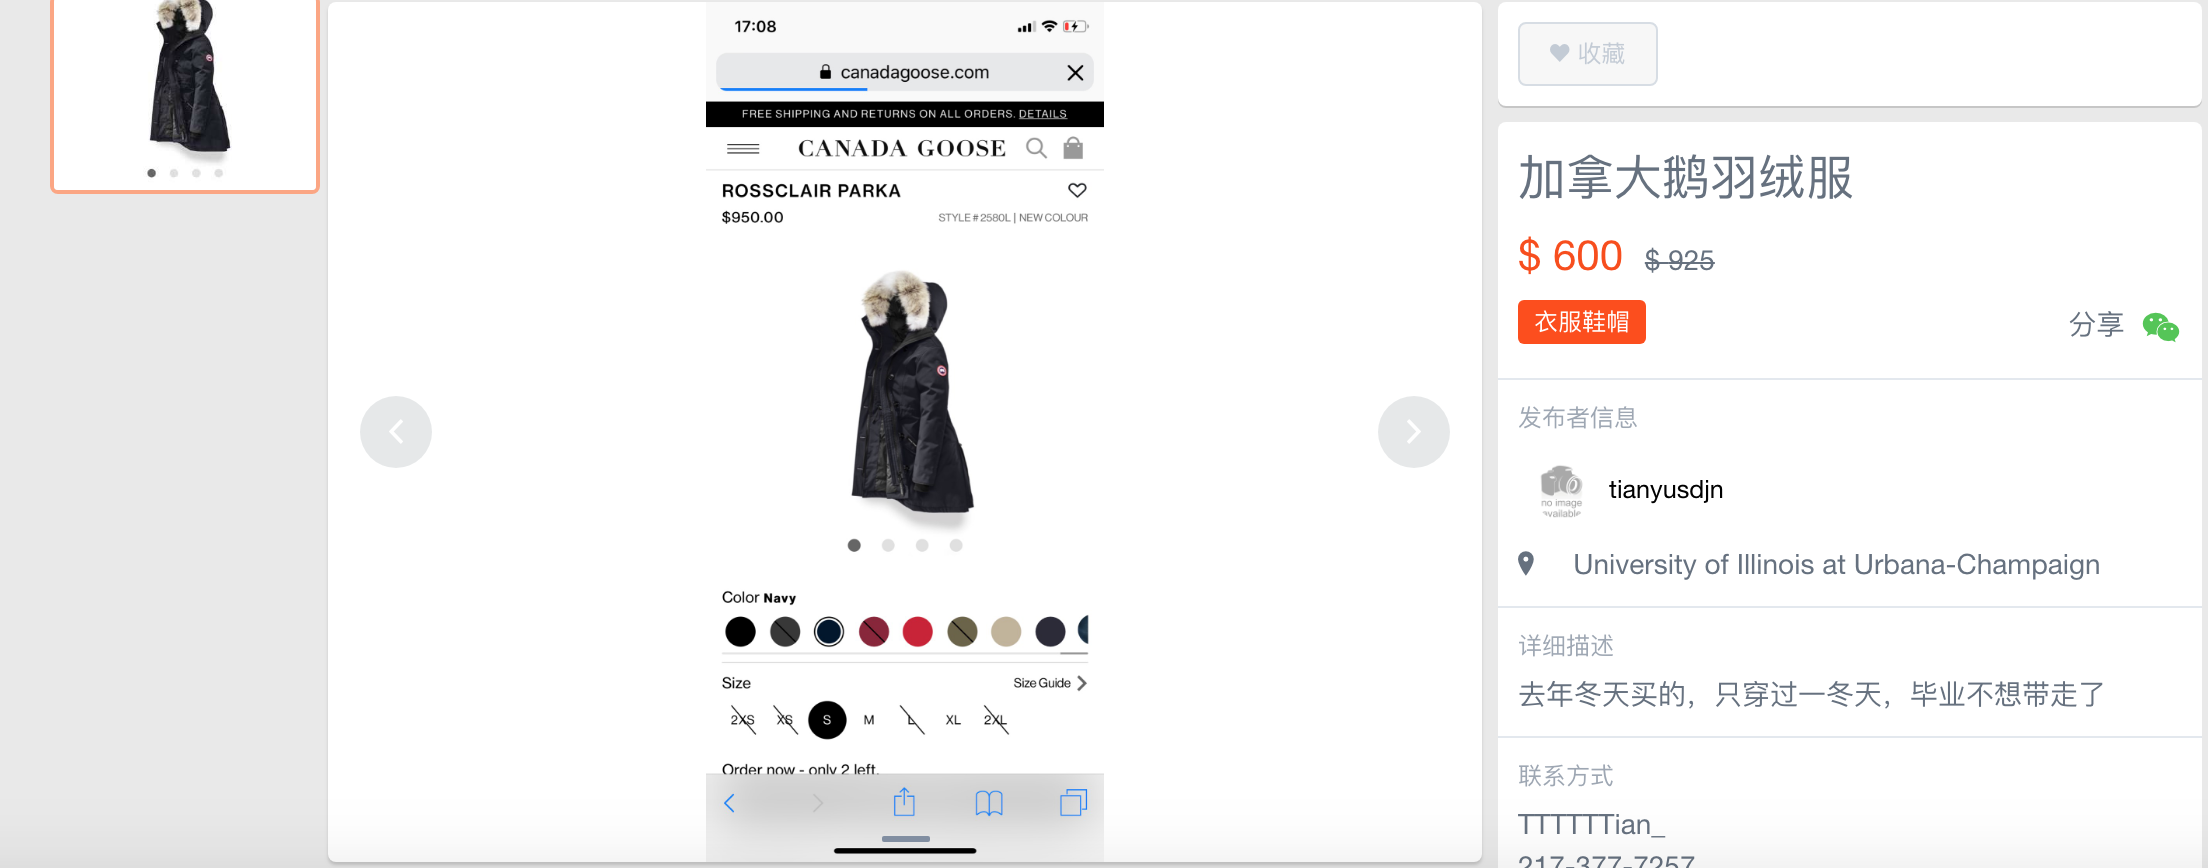 17:08
canadagoose.com
FREE SHIPPING AND RETURNS ON ALL ORDERS. DETAILS
CANADA GOOSE
ROSSCLAIR PARKA
$950.00
STYLE # 2580L | NEW COLOUR
Color Navy
Size
Size Guide
2XS XS S M L XL 2XL
Order now - only 2 left.
收藏
加拿大鹅羽绒服
$ 600 $ 925
衣服鞋帽
分享
发布者信息
no image
available
tianyusdjn
University of Illinois at Urbana-Champaign
详细描述
去年冬天买的，只穿过一冬天，毕业不想带走了
联系方式
TTTTTTian_
217-377-7257